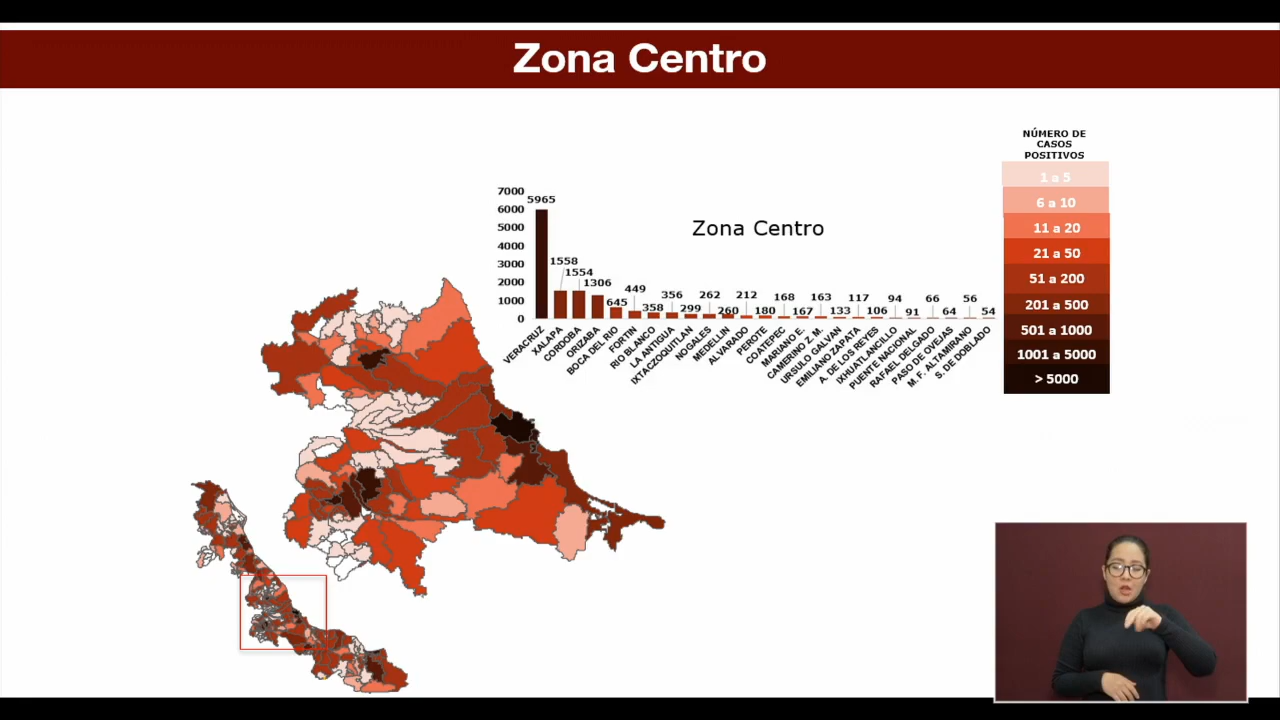 Zona Centro
NÚMERO DE
CASOS
POSITIVOS
1 a 5
6 a 10
11 a 20
21 a 50
51 a 200
201 a 500
501 a 1000
1001 a 5000
> 5000
Zona Centro
7000
6000
5000
4000
3000
2000
1000
0
5965
1558
1554
1306
645
449
358
356
299
262
260
212
180
168
167
163
133
117
106
94
91
66
64
56
54
VERACRUZ
XALAPA
CORDOBA
ORIZABA
BOCA DEL RIO
FORTIN
RIO BLANCO
LA ANTIGUA
IXTACZOQUITLAN
NOGALES
MEDELLIN
ALVARADO
PEROTE
COATEPEC
MARIANO E.
CAMERINO Z. M.
URSULO GALVAN
EMILIANO ZAPATA
A. DE LOS REYES
IXHUATLANCILLO
PUENTE NACIONAL
RAFAEL DELGADO
PASO DE OVEJAS
M. F. ALTAMIRANO
S. DE DOBLADO